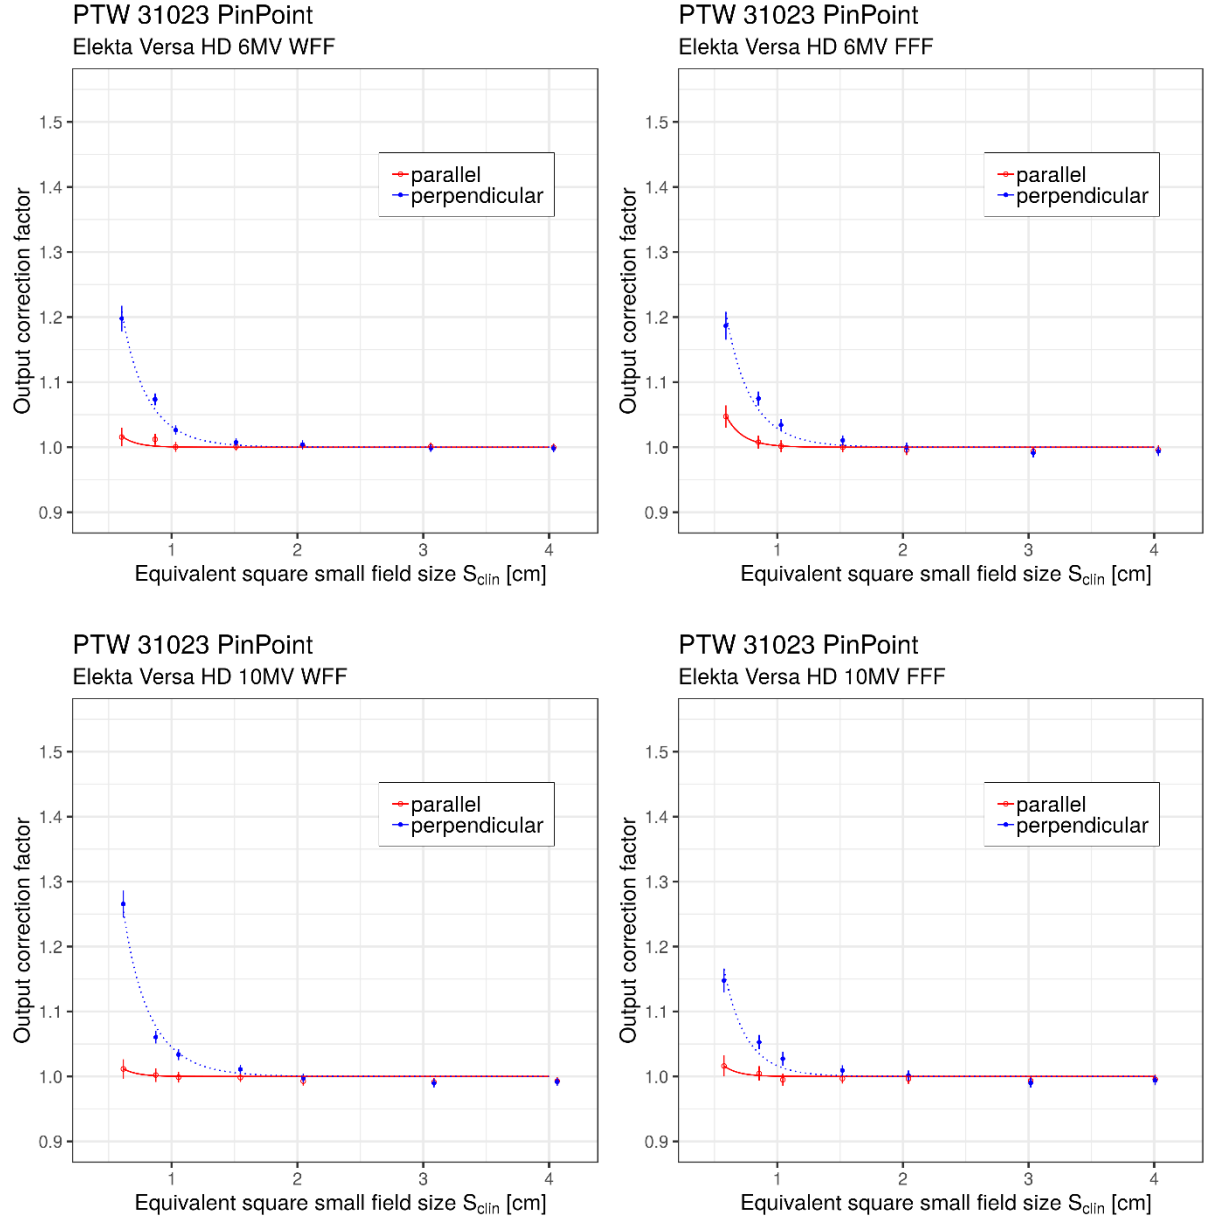 PTW 31023 PinPoint
Elekta Versa HD 6MV WFF
Output correction factor
1.5
1.4
1.3
1.2
1.1
1.0
0.9
parallel
perpendicular
1 2 3 4
Equivalent square small field size Sclin [cm]
PTW 31023 PinPoint
Elekta Versa HD 6MV FFF
Output correction factor
1.5
1.4
1.3
1.2
1.1
1.0
0.9
parallel
perpendicular
1 2 3 4
Equivalent square small field size Sclin [cm]
PTW 31023 PinPoint
Elekta Versa HD 10MV WFF
Output correction factor
1.5
1.4
1.3
1.2
1.1
1.0
0.9
parallel
perpendicular
1 2 3 4
Equivalent square small field size Sclin [cm]
PTW 31023 PinPoint
Elekta Versa HD 10MV FFF
Output correction factor
1.5
1.4
1.3
1.2
1.1
1.0
0.9
parallel
perpendicular
1 2 3 4
Equivalent square small field size Sclin [cm]